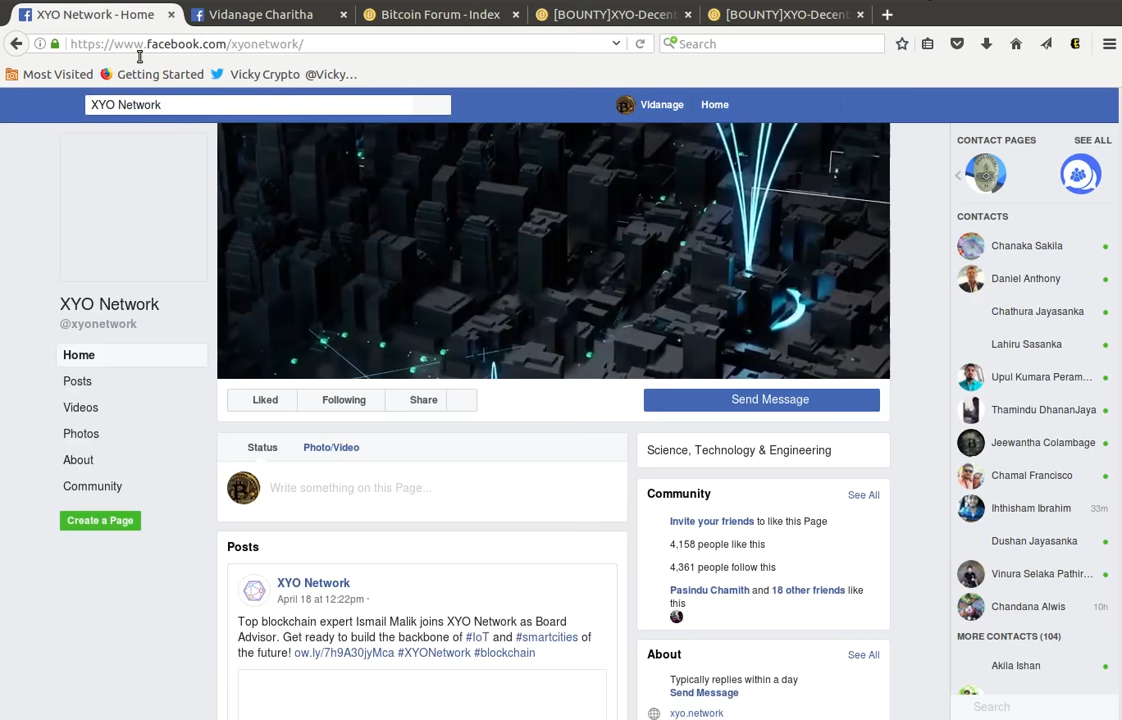 XYO Network - Home
Vidanage Charitha
Bitcoin Forum - Index
[BOUNTY]XYO-Decent
[BOUNTY]XYO-Decent
https://www.facebook.com/xyonetwork/
Search
Most Visited
Getting Started
Vicky Crypto @Vicky…
XYO Network
Vidanage
Home
CONTACT PAGES
SEE ALL
CONTACTS
Chanaka Sakila
Daniel Anthony
Chathura Jayasanka
Lahiru Sasanka
Upul Kumara Peram...
Thamindu DhananJaya
Jeewantha Colambage
Chamal Francisco
Ihthisham Ibrahim 33m
Dushan Jayasanka
Vinura Selaka Pathir...
Chandana Alwis 10h
MORE CONTACTS (104)
Akila Ishan
Search
XYO Network
@xyonetwork
Home
Posts
Videos
Photos
About
Community
Create a Page
Liked
Following
Share
Send Message
Status
Photo/Video
Write something on this Page...
Posts
XYO Network
April 18 at 12:22pm ·
Top blockchain expert Ismail Malik joins XYO Network as Board
Advisor. Get ready to build the backbone of #IoT and #smartcities of
the future! ow.ly/7h9A30jyMca #XYONetwork #blockchain
Science, Technology & Engineering
Community
See All
Invite your friends to like this Page
4,158 people like this
4,361 people follow this
Pasindu Chamith and 18 other friends like
this
About
See All
Typically replies within a day
Send Message
xyo.network